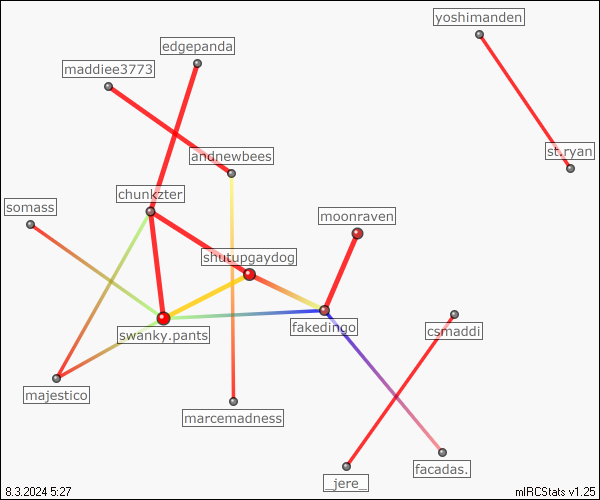 yoshimanden
edgepanda
maddiee3773
st.ryan
andnewbees
chunkzter
somass
moonraven
shutupgaydog
swanky.pants
fakedingo
csmaddi
majestico
marcemadness
facadas.
_jere_
8.3.2024 5:27
mIRCStats v1.25